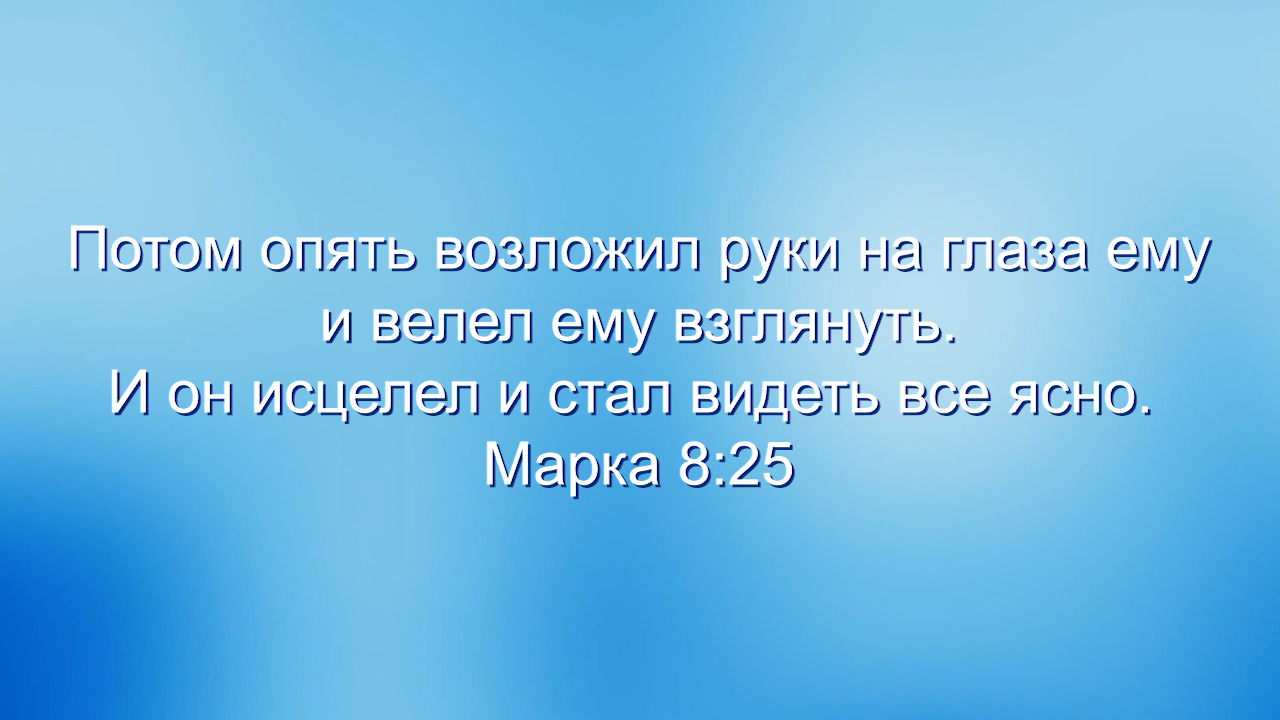 Потом опять возложил руки на глаза ему
и велел ему взглянуть.
И он исцелел и стал видеть все ясно.
Марка 8:25